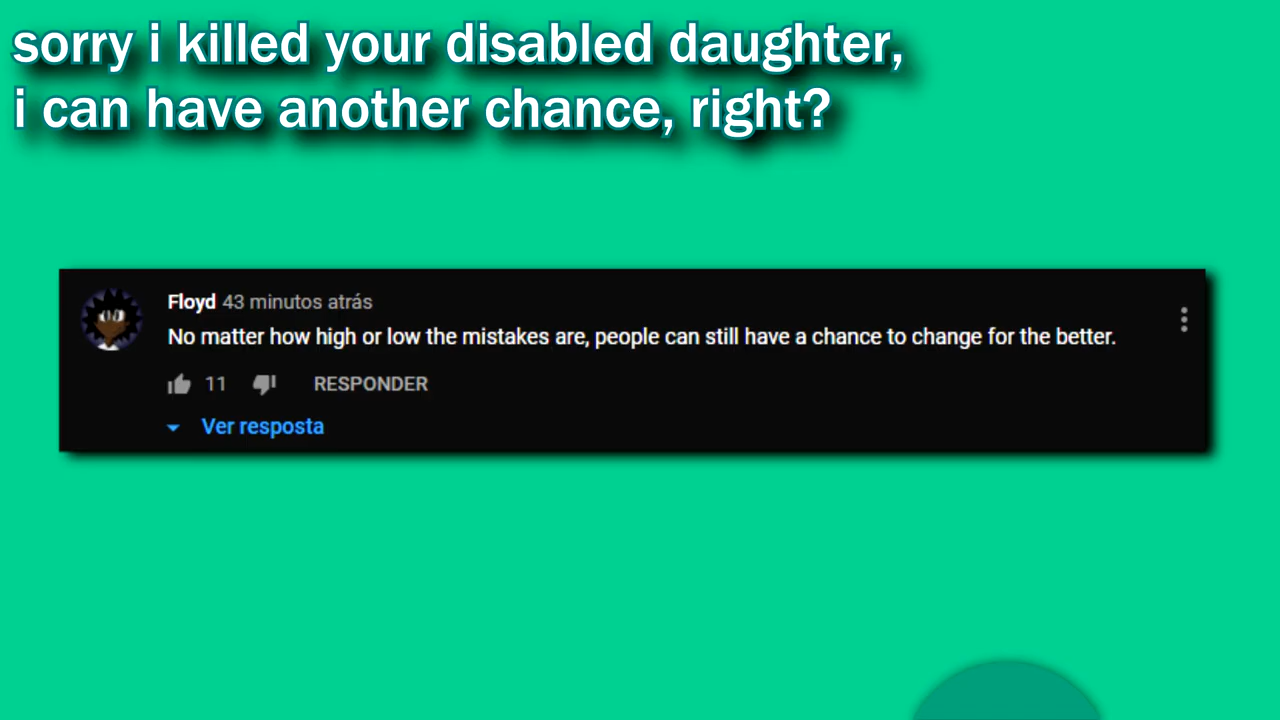 sorry i killed your disabled daughter,
i can have another chance, right?
Floyd 43 minutos atrás
No matter how high or low the mistakes are, people can still have a chance to change for the better.
11 RESPONDER
Ver resposta